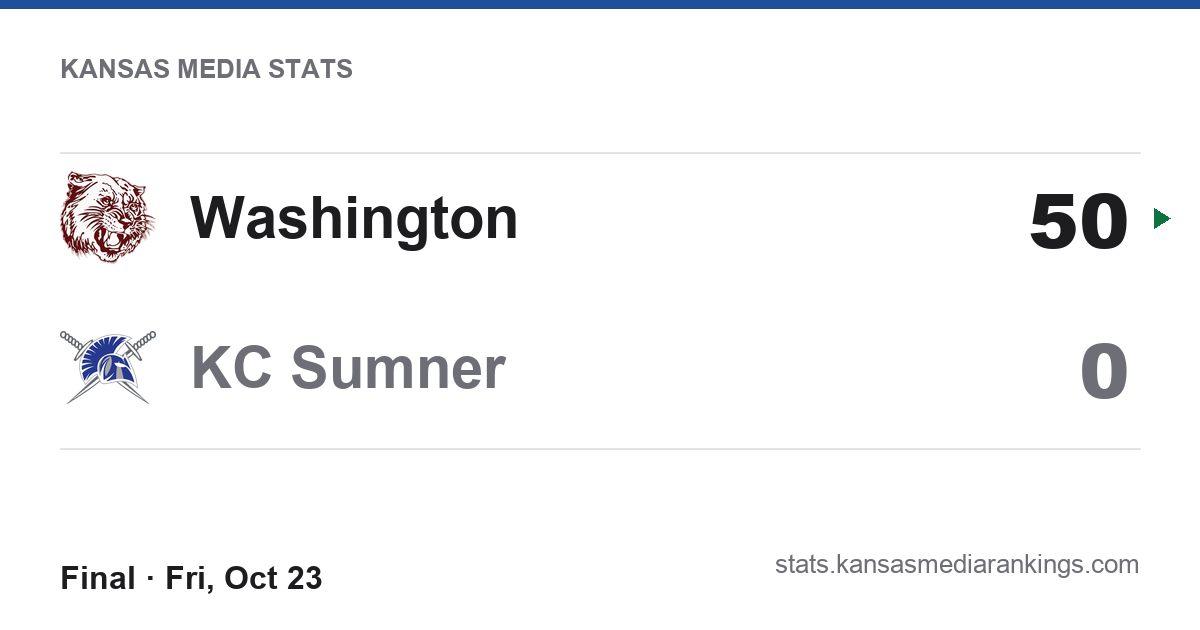 KANSAS MEDIA STATS
Washington 50
KC Sumner 0
Final · Fri, Oct 23
stats.kansasmediarankings.com